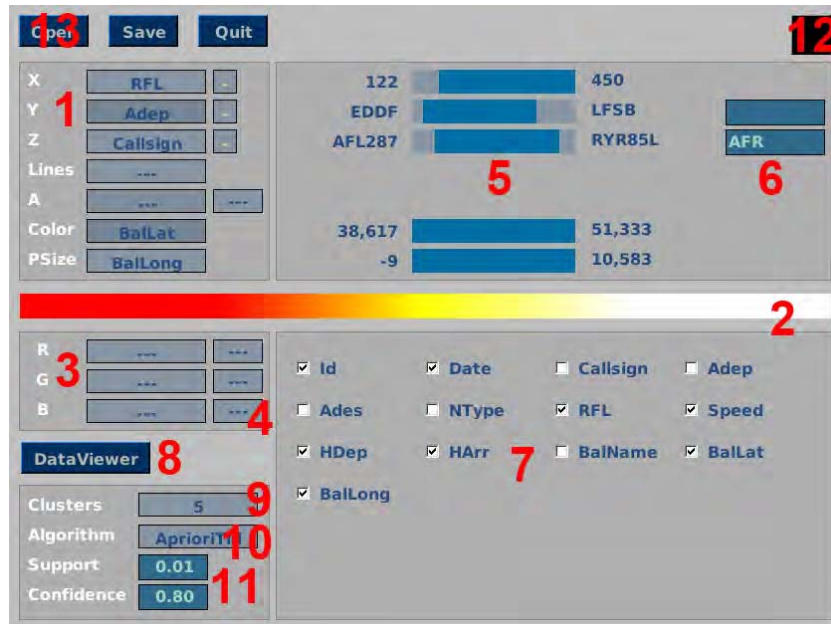 Open Save Quit
13
12
X RFL -
Y Adep -
Z Callsign -
Lines ---
A --- ---
Color BalLat
PSize BalLong
1
122 450
EDDF LFSB
AFL287 RYR85L AFR
5
6
38,617 51,333
-9 10,583
2
R --- ---
G --- ---
B --- ---
3
4
Id Date Callsign Adep
Ades NType RFL Speed
HDep HArr BalName BalLat
BalLong
7
DataViewer 8
Clusters 5 9
Algorithm 10
Support 0.01
Confidence 0.80
11